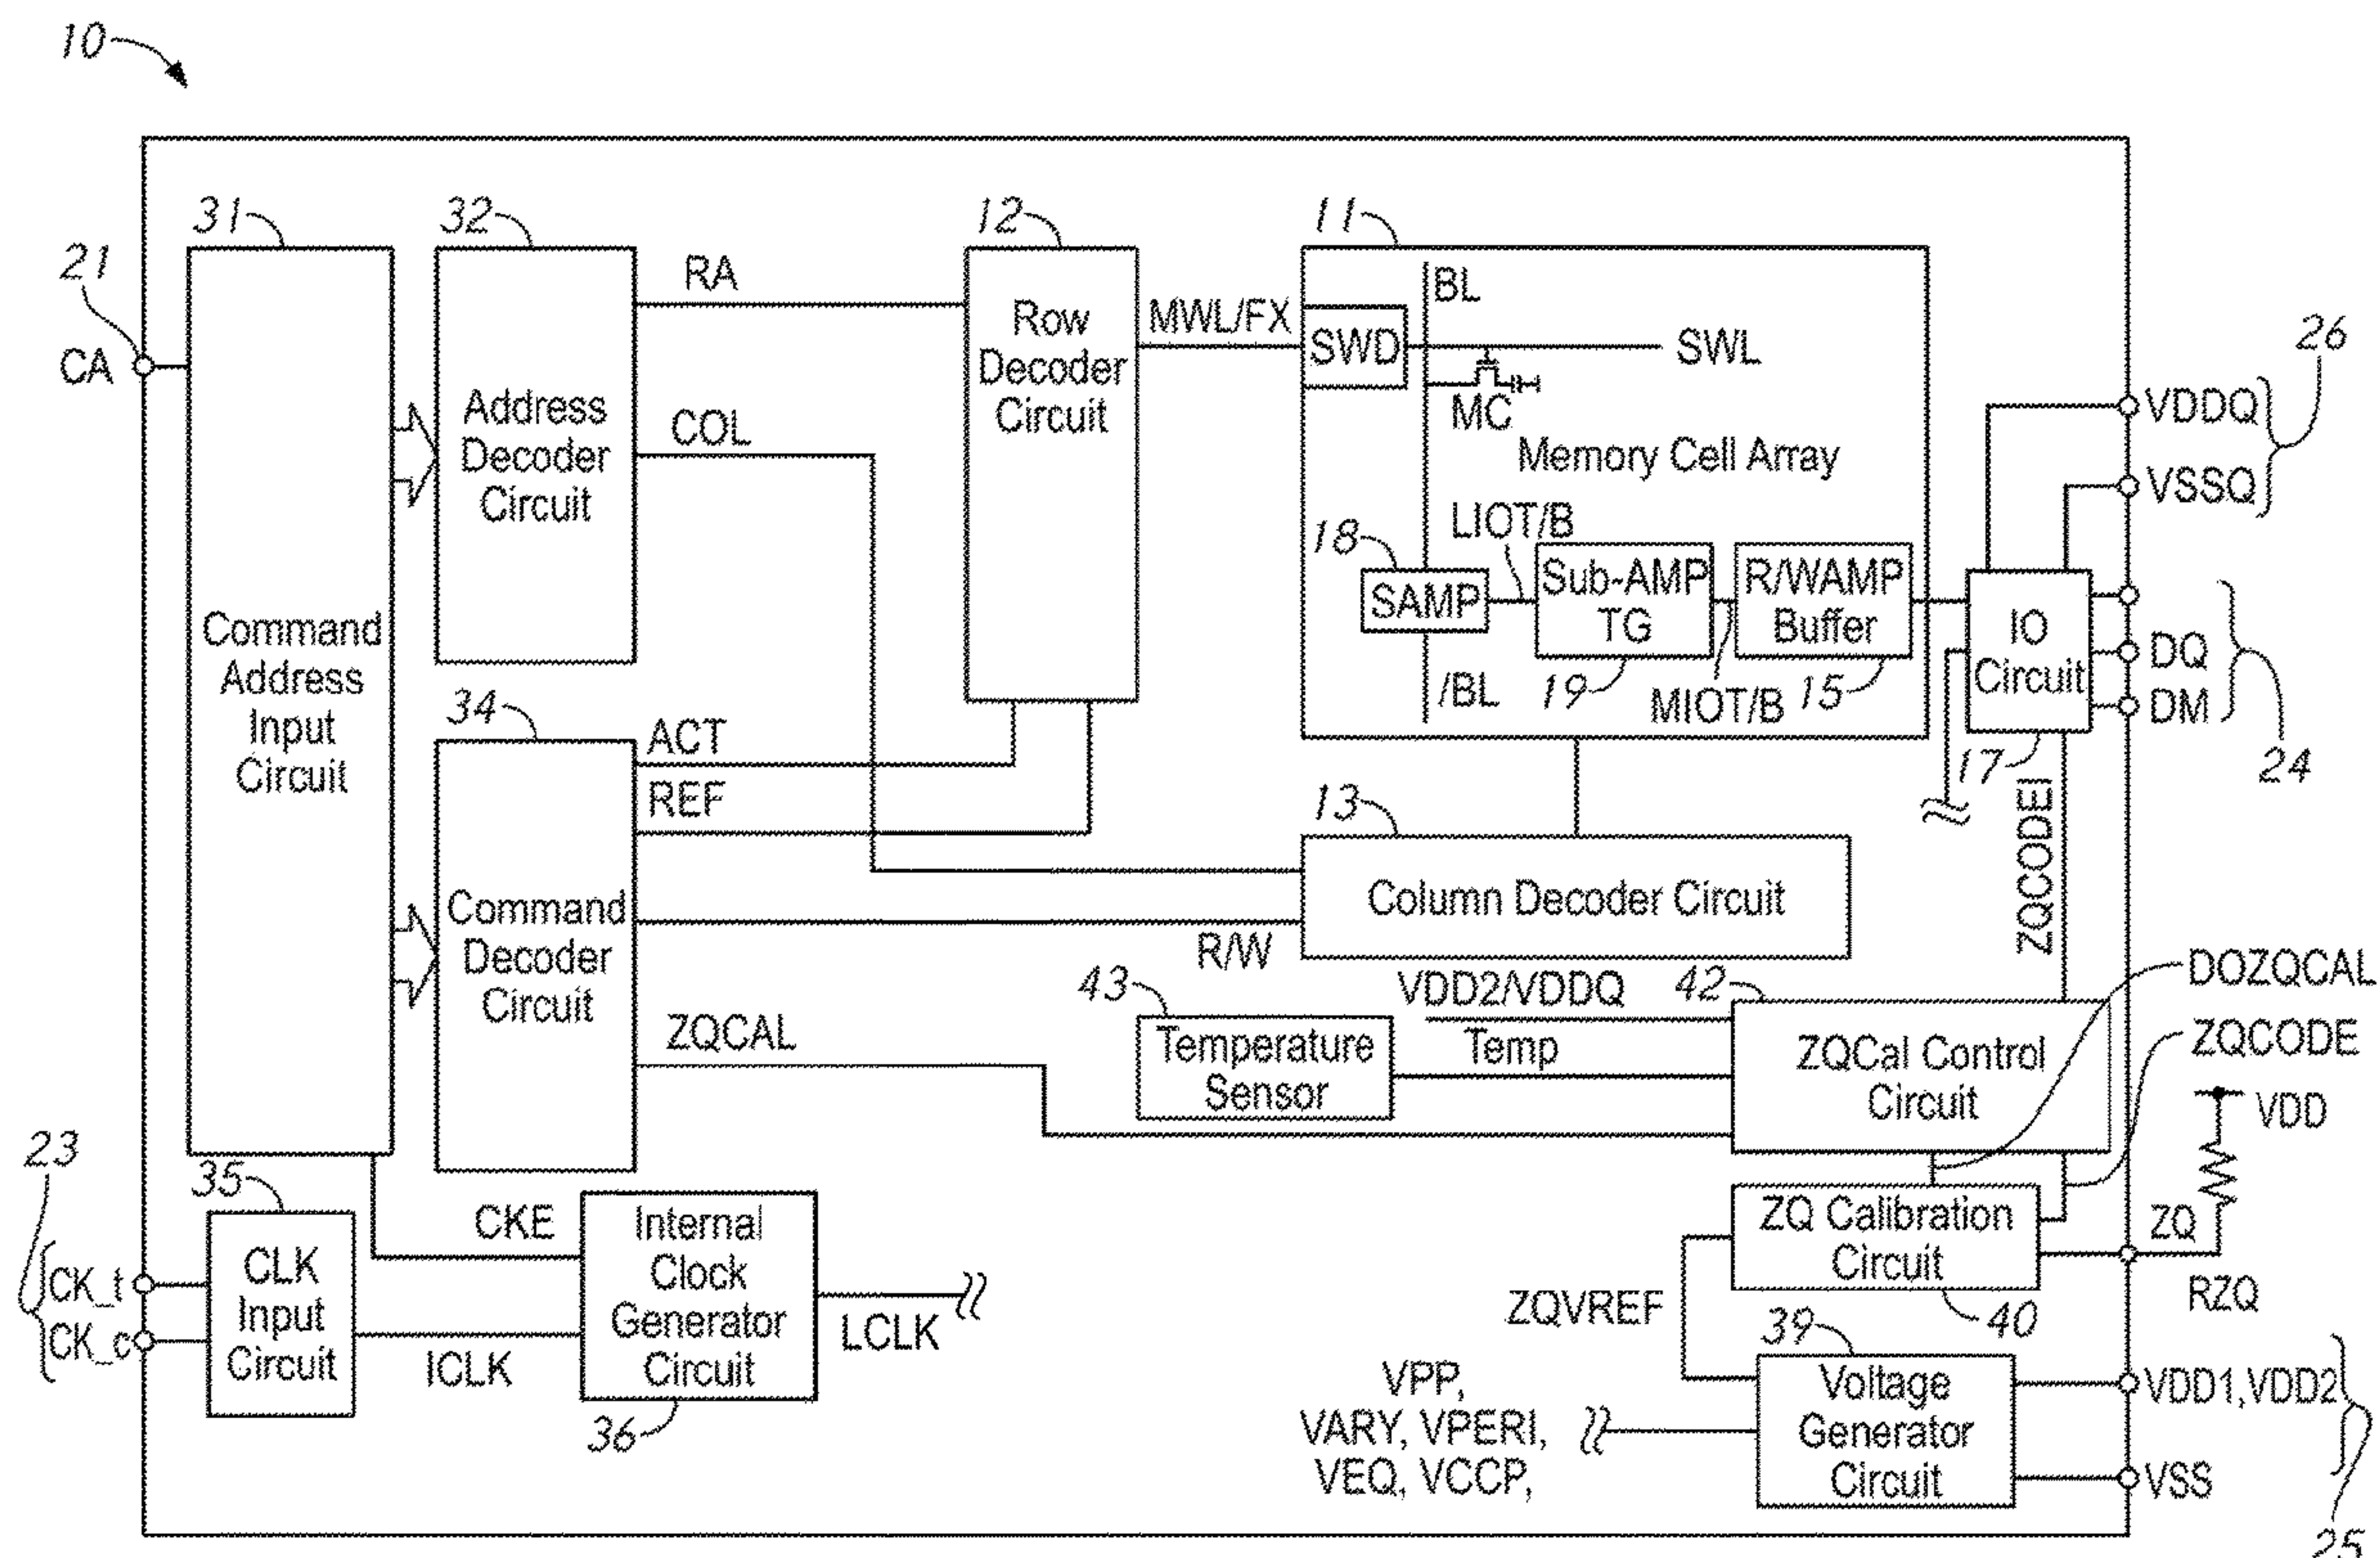 10
31
32
12
11
21
CA
RA
COL
MWL/FX
BL
SWD
SWL
MC
Memory Cell Array
Row
Decoder
Circuit
Address
Decoder
Circuit
Command
Address
Input
Circuit
26
VDDQ
VSSQ
18
LIOT/B
SAMP
Sub-AMP
TG
R/WAMP
Buffer
/BL
19
MIOT/B
15
IO
Circuit
DQ
DM
24
17
34
ACT
REF
13
Column Decoder Circuit
R/W
ZQCODEI
Command
Decoder
Circuit
ZQCAL
43
Temperature
Sensor
VDD2/VDDQ
Temp
42
ZQCal Control
Circuit
DOZQCAL
ZQCODE
VDD
ZQ
RZQ
ZQ Calibration
Circuit
40
ZQVREF
39
Voltage
Generator
Circuit
VDD1,VDD2
VSS
25
VPP,
VARY, VPERI,
VEQ, VCCP,
23
35
CK_t
CK_c
CLK
Input
Circuit
CKE
ICLK
Internal
Clock
Generator
Circuit
36
LCLK